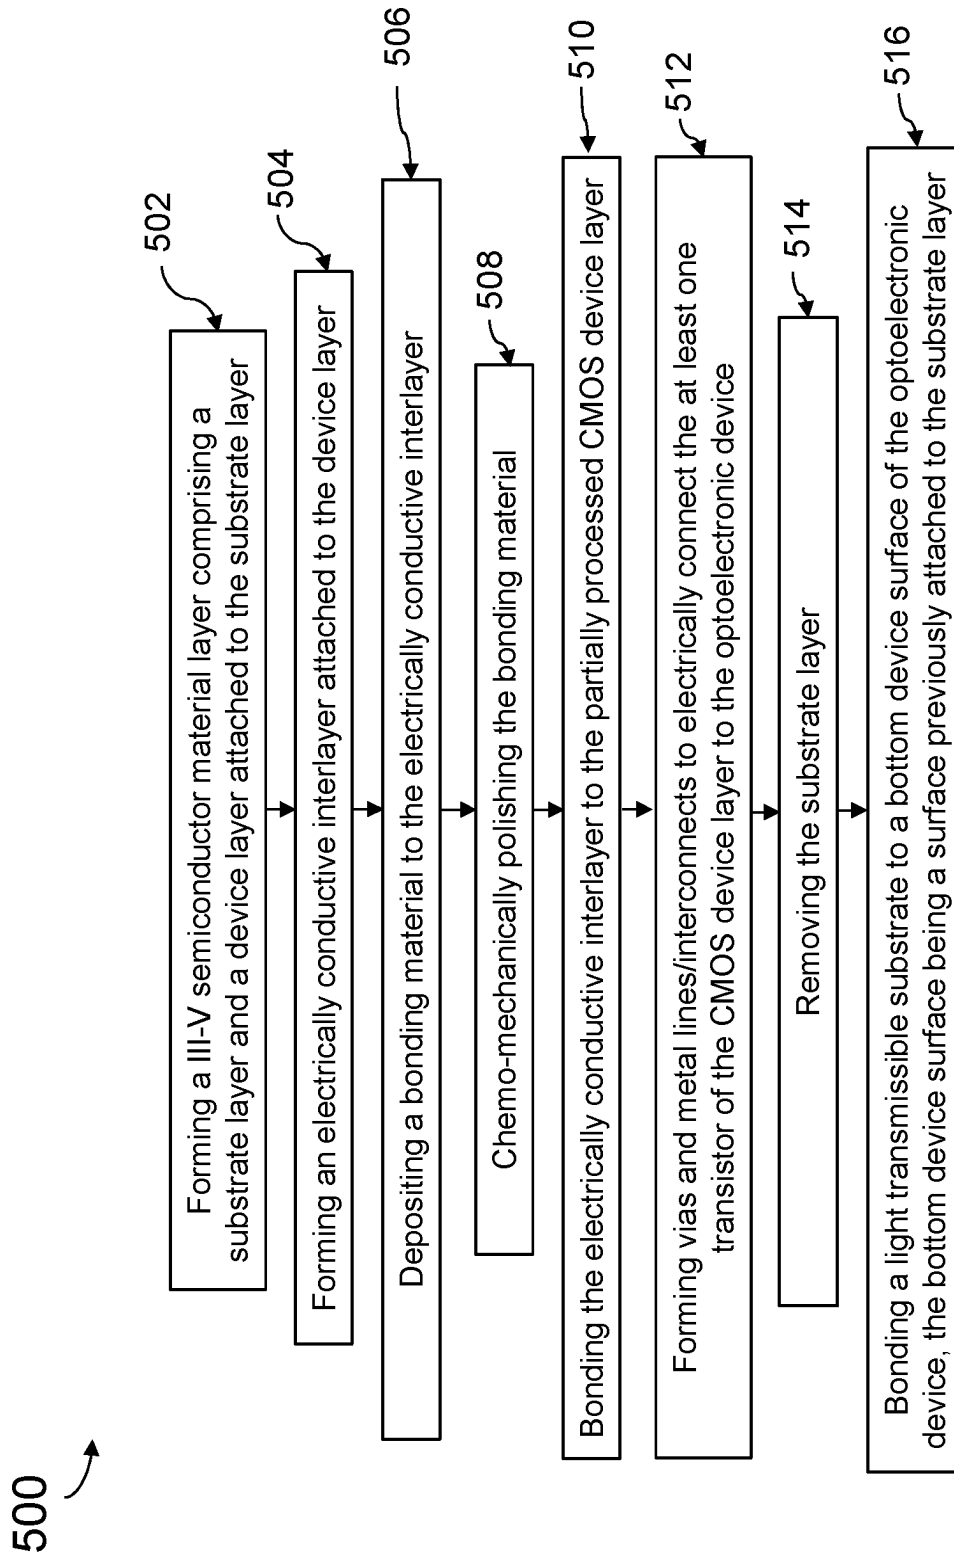 500
502
Forming a III-V semiconductor material layer comprising a
substrate layer and a device layer attached to the substrate layer
504
Forming an electrically conductive interlayer attached to the device layer
506
Depositing a bonding material to the electrically conductive interlayer
508
Chemo-mechanically polishing the bonding material
510
Bonding the electrically conductive interlayer to the partially processed CMOS device layer
512
Forming vias and metal lines/interconnects to electrically connect the at least one
transistor of the CMOS device layer to the optoelectronic device
514
Removing the substrate layer
516
Bonding a light transmissible substrate to a bottom device surface of the optoelectronic
device, the bottom device surface being a surface previously attached to the substrate layer